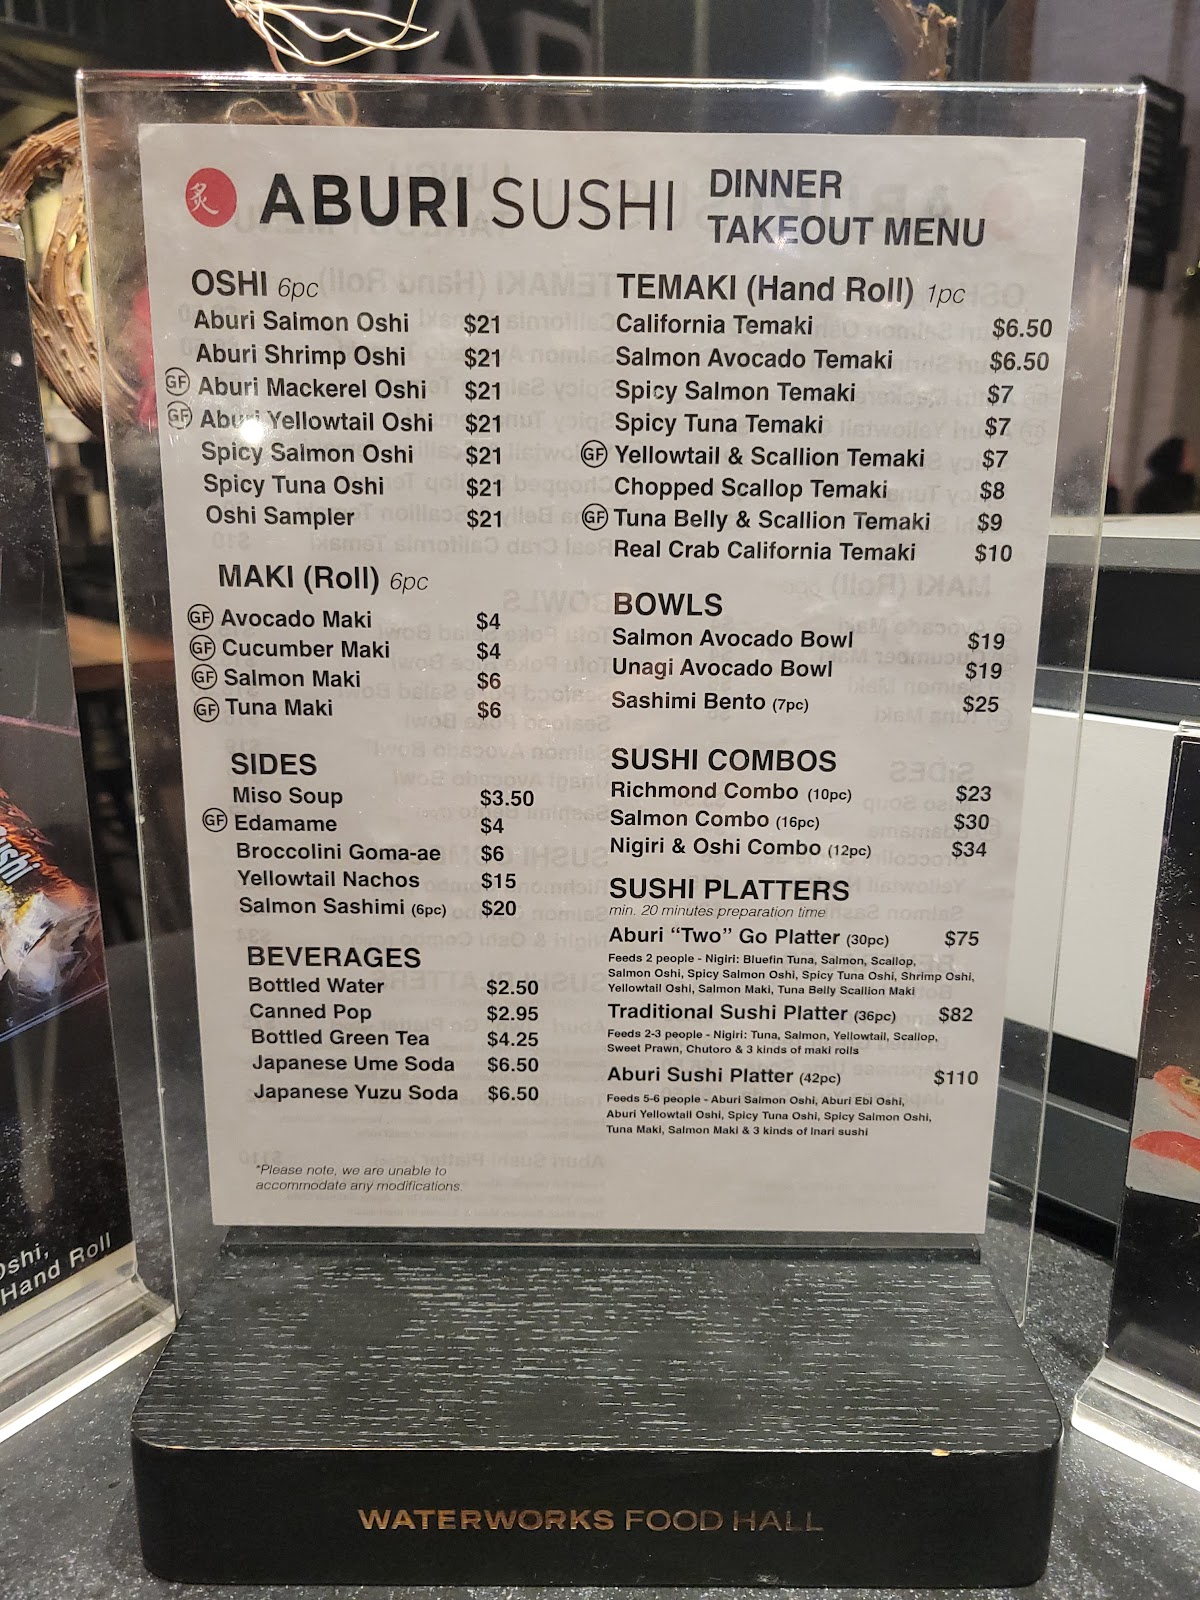 炙 ABURI SUSHI
DINNER
TAKEOUT MENU
OSHI 6pc
Aburi Salmon Oshi $21
Aburi Shrimp Oshi $21
GF Aburi Mackerel Oshi $21
GF Aburi Yellowtail Oshi $21
Spicy Salmon Oshi $21
Spicy Tuna Oshi $21
Oshi Sampler $21
MAKI (Roll) 6pc
GF Avocado Maki $4
GF Cucumber Maki $4
GF Salmon Maki $6
GF Tuna Maki $6
SIDES
Miso Soup $3.50
GF Edamame $4
Broccolini Goma-ae $6
Yellowtail Nachos $15
Salmon Sashimi (6pc) $20
BEVERAGES
Bottled Water $2.50
Canned Pop $2.95
Bottled Green Tea $4.25
Japanese Ume Soda $6.50
Japanese Yuzu Soda $6.50
*Please note, we are unable to
accommodate any modifications.
TEMAKI (Hand Roll) 1pc
California Temaki $6.50
Salmon Avocado Temaki $6.50
Spicy Salmon Temaki $7
Spicy Tuna Temaki $7
GF Yellowtail & Scallion Temaki $7
Chopped Scallop Temaki $8
GF Tuna Belly & Scallion Temaki $9
Real Crab California Temaki $10
BOWLS
Salmon Avocado Bowl $19
Unagi Avocado Bowl $19
Sashimi Bento (7pc) $25
SUSHI COMBOS
Richmond Combo (10pc) $23
Salmon Combo (16pc) $30
Nigiri & Oshi Combo (12pc) $34
SUSHI PLATTERS
min. 20 minutes preparation time
Aburi “Two” Go Platter (30pc) $75
Feeds 2 people - Nigiri: Bluefin Tuna, Salmon, Scallop,
Salmon Oshi, Spicy Salmon Oshi, Spicy Tuna Oshi, Shrimp Oshi,
Yellowtail Oshi, Salmon Maki, Tuna Belly Scallion Maki
Traditional Sushi Platter (36pc) $82
Feeds 2-3 people - Nigiri: Tuna, Salmon, Yellowtail, Scallop,
Sweet Prawn, Chutoro & 3 kinds of maki rolls
Aburi Sushi Platter (42pc) $110
Feeds 5-6 people - Aburi Salmon Oshi, Aburi Ebi Oshi,
Aburi Yellowtail Oshi, Spicy Tuna Oshi, Spicy Salmon Oshi,
Tuna Maki, Salmon Maki & 3 kinds of Inari sushi
Hand Roll
WATERWORKS FOOD HALL